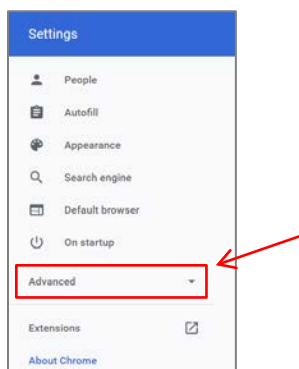 Settings
People
Autofill
Appearance
Search engine
Default browser
On startup
Advanced
Extensions
About Chrome